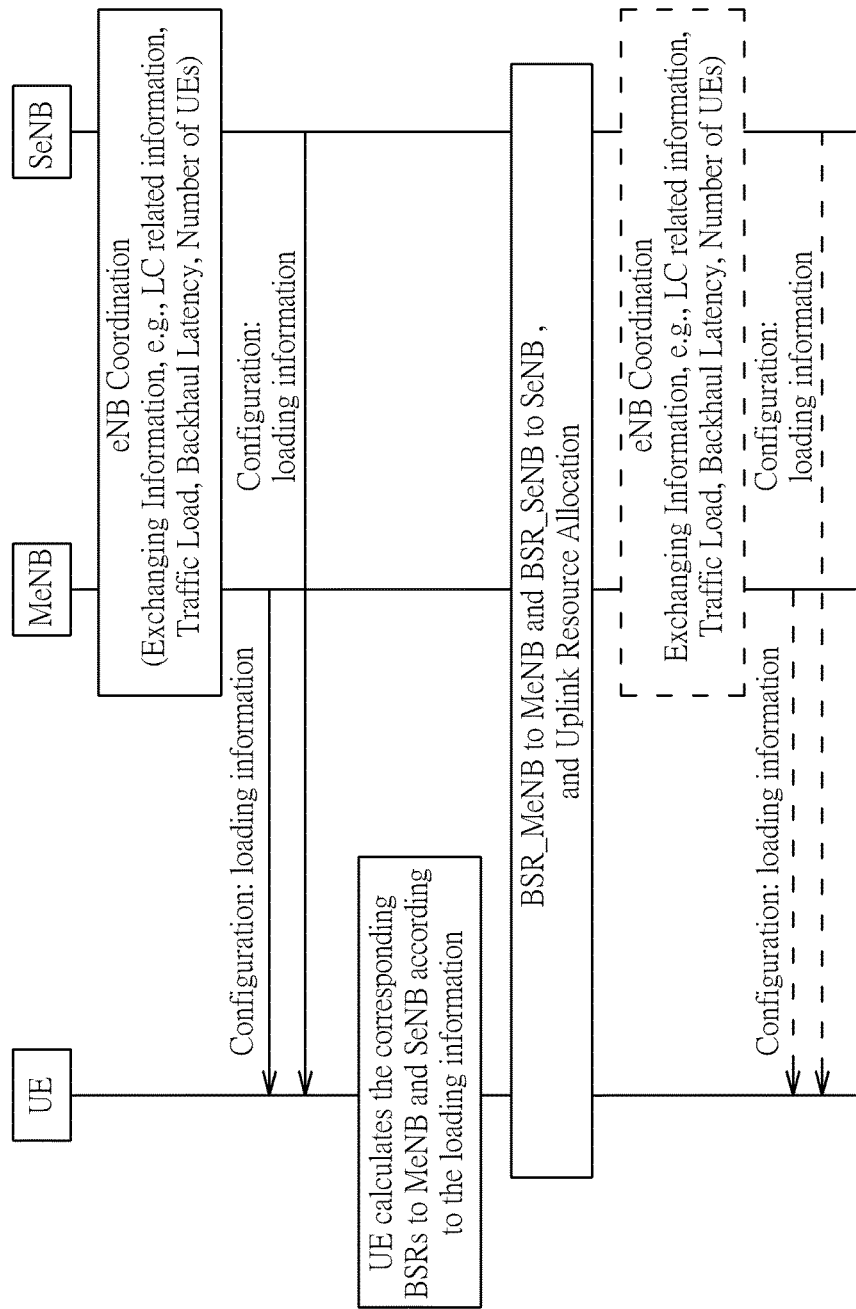 UE
MeNB
SeNB
eNB Coordination
(Exchanging Information, e.g., LC related information,
Traffic Load, Backhaul Latency, Number of UEs)
Configuration: loading information
Configuration:
loading information
UE calculates the corresponding
BSRs to MeNB and SeNB according
to the loading information
BSR_MeNB to MeNB and BSR_SeNB to SeNB ,
and Uplink Resource Allocation
eNB Coordination
Exchanging Information, e.g., LC related information,
Traffic Load, Backhaul Latency, Number of UEs)
Configuration: loading information
Configuration:
loading information